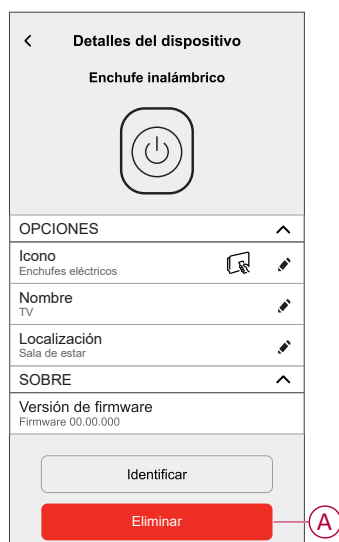 Detalles del dispositivo
Enchufe inalámbrico
OPCIONES
Icono
Enchufes eléctricos
Nombre
TV
Localización
Sala de estar
SOBRE
Versión de firmware
Firmware 00.00.000
Identificar
Eliminar
A